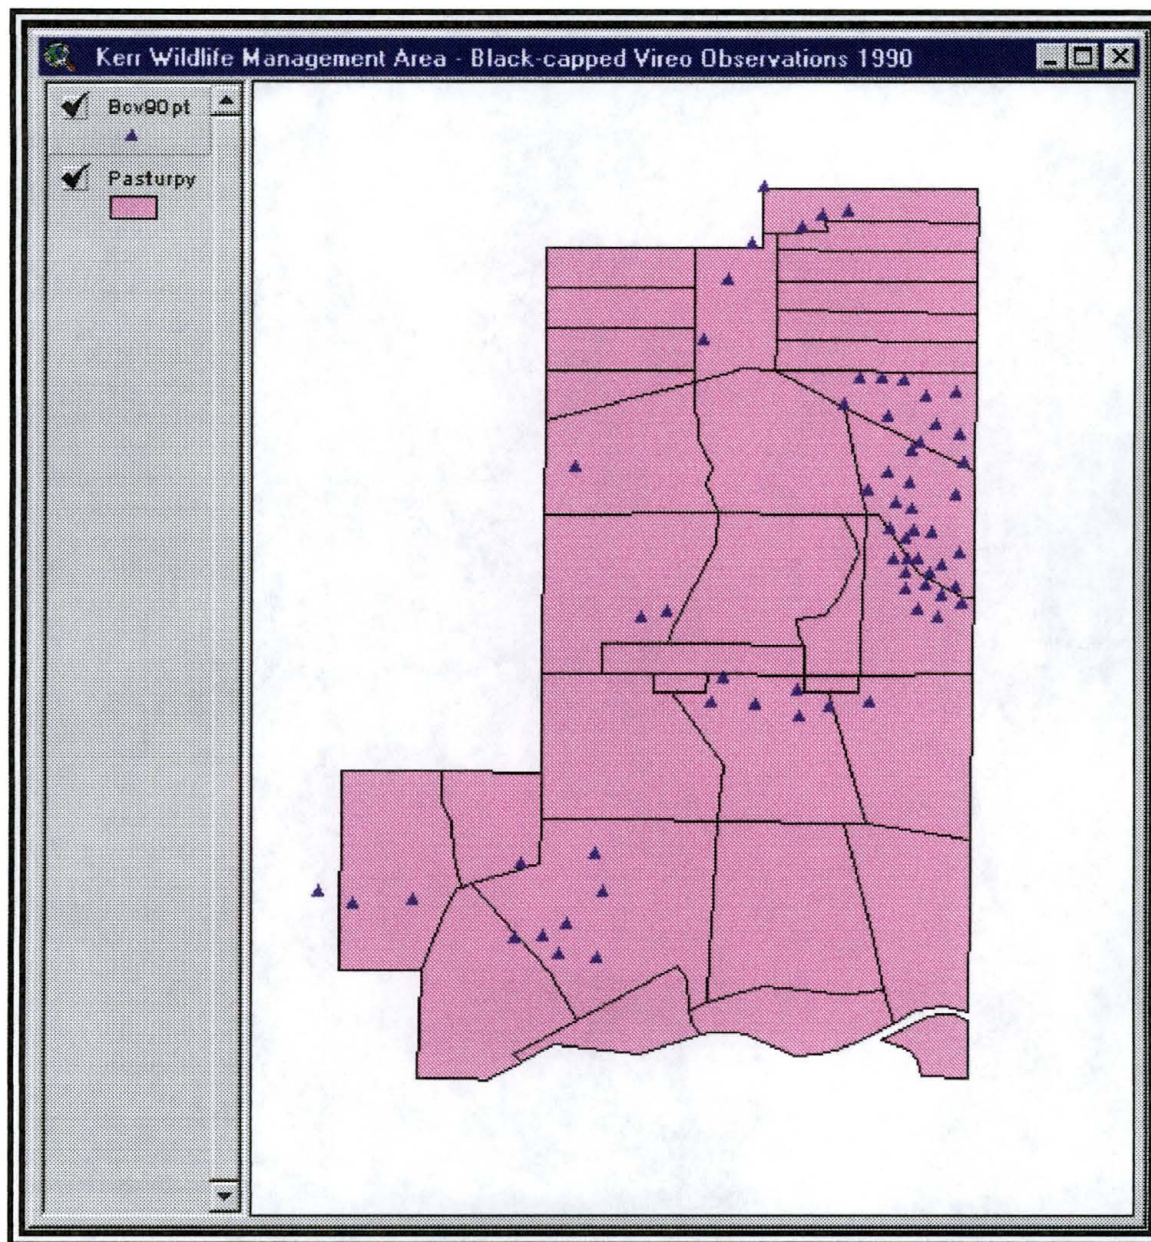 Kerr Wildlife Management Area - Black-capped Vireo Observations 1990
Bcv90pt
Pasturpy